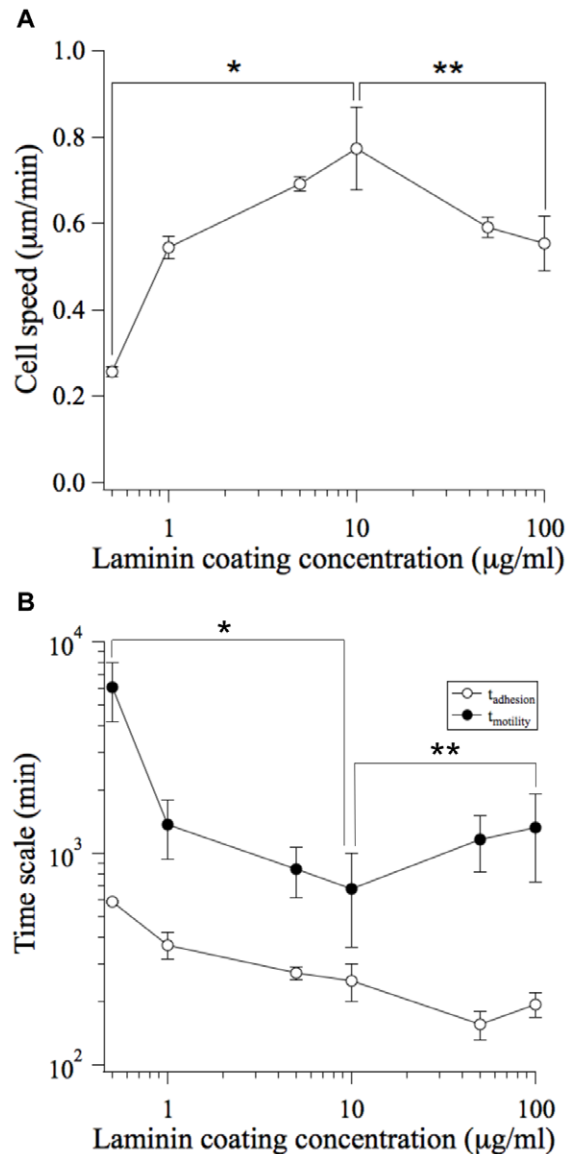 A
1.0
* **
0.8
0.6
0.4
0.2
0.0
Cell speed (μm/min)
1 10 100
Laminin coating concentration (μg/ml)
B
10⁴
*
t_adhesion
t_motility
**
10³
10²
Time scale (min)
1 10 100
Laminin coating concentration (μg/ml)